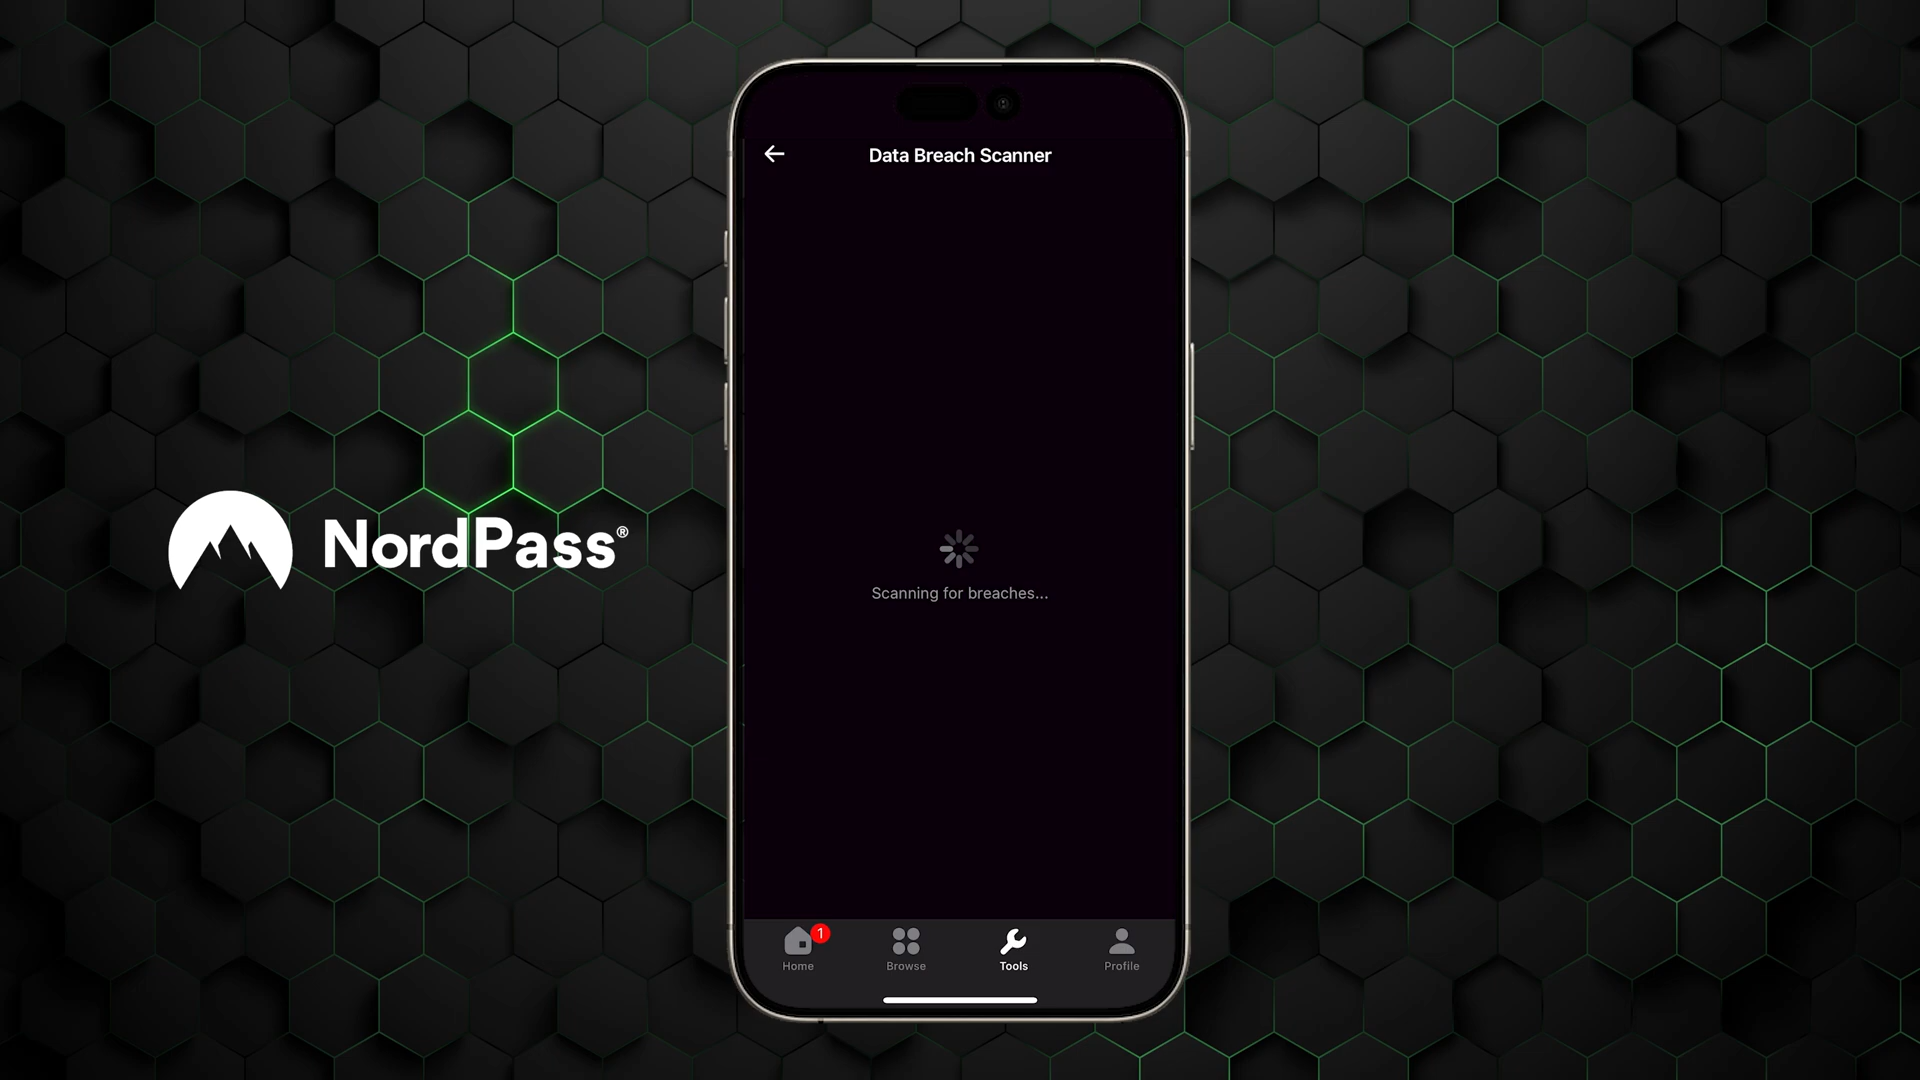 Data Breach Scanner
NordPass®
Scanning for breaches...
1
Home
Browse
Tools
Profile